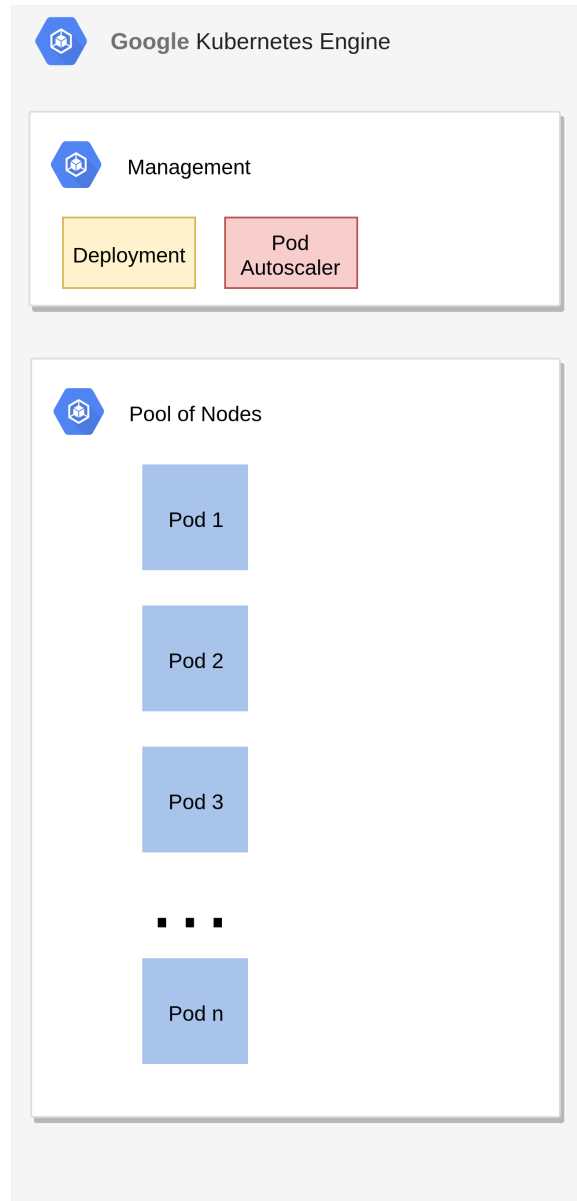 Google Kubernetes Engine
Management
Deployment
Pod
Autoscaler
Pool of Nodes
Pod 1
Pod 2
Pod 3
...
Pod n